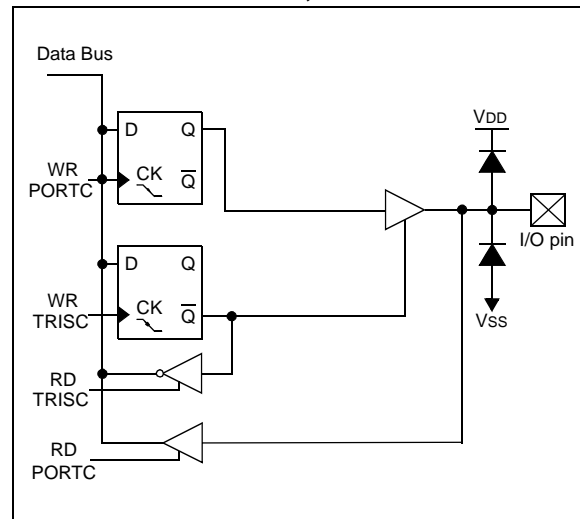 Data Bus
D Q
CK
Q̅
WR
PORTC
D Q
CK
Q̅
WR
TRISC
RD
TRISC
RD
PORTC
VDD
I/O pin
VSS